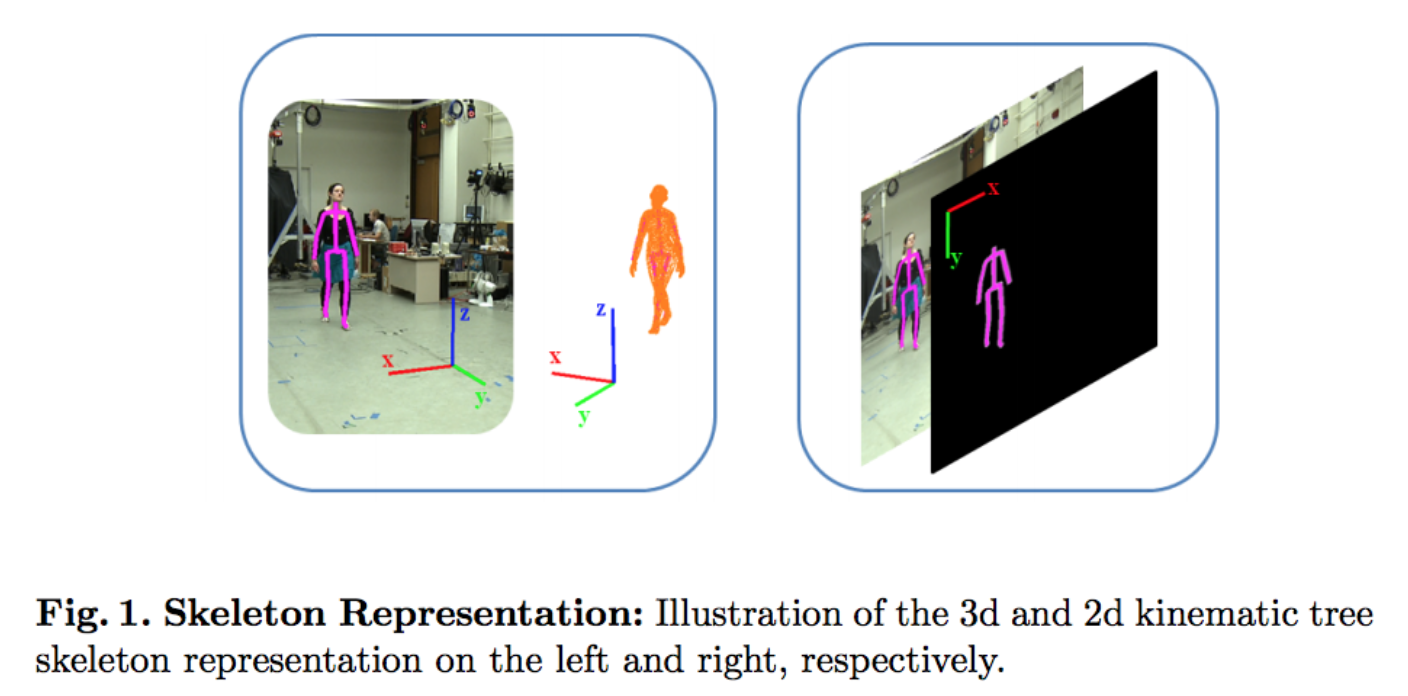 z
x
y
z
x
y
x
y
Fig. 1. Skeleton Representation: Illustration of the 3d and 2d kinematic tree
skeleton representation on the left and right, respectively.